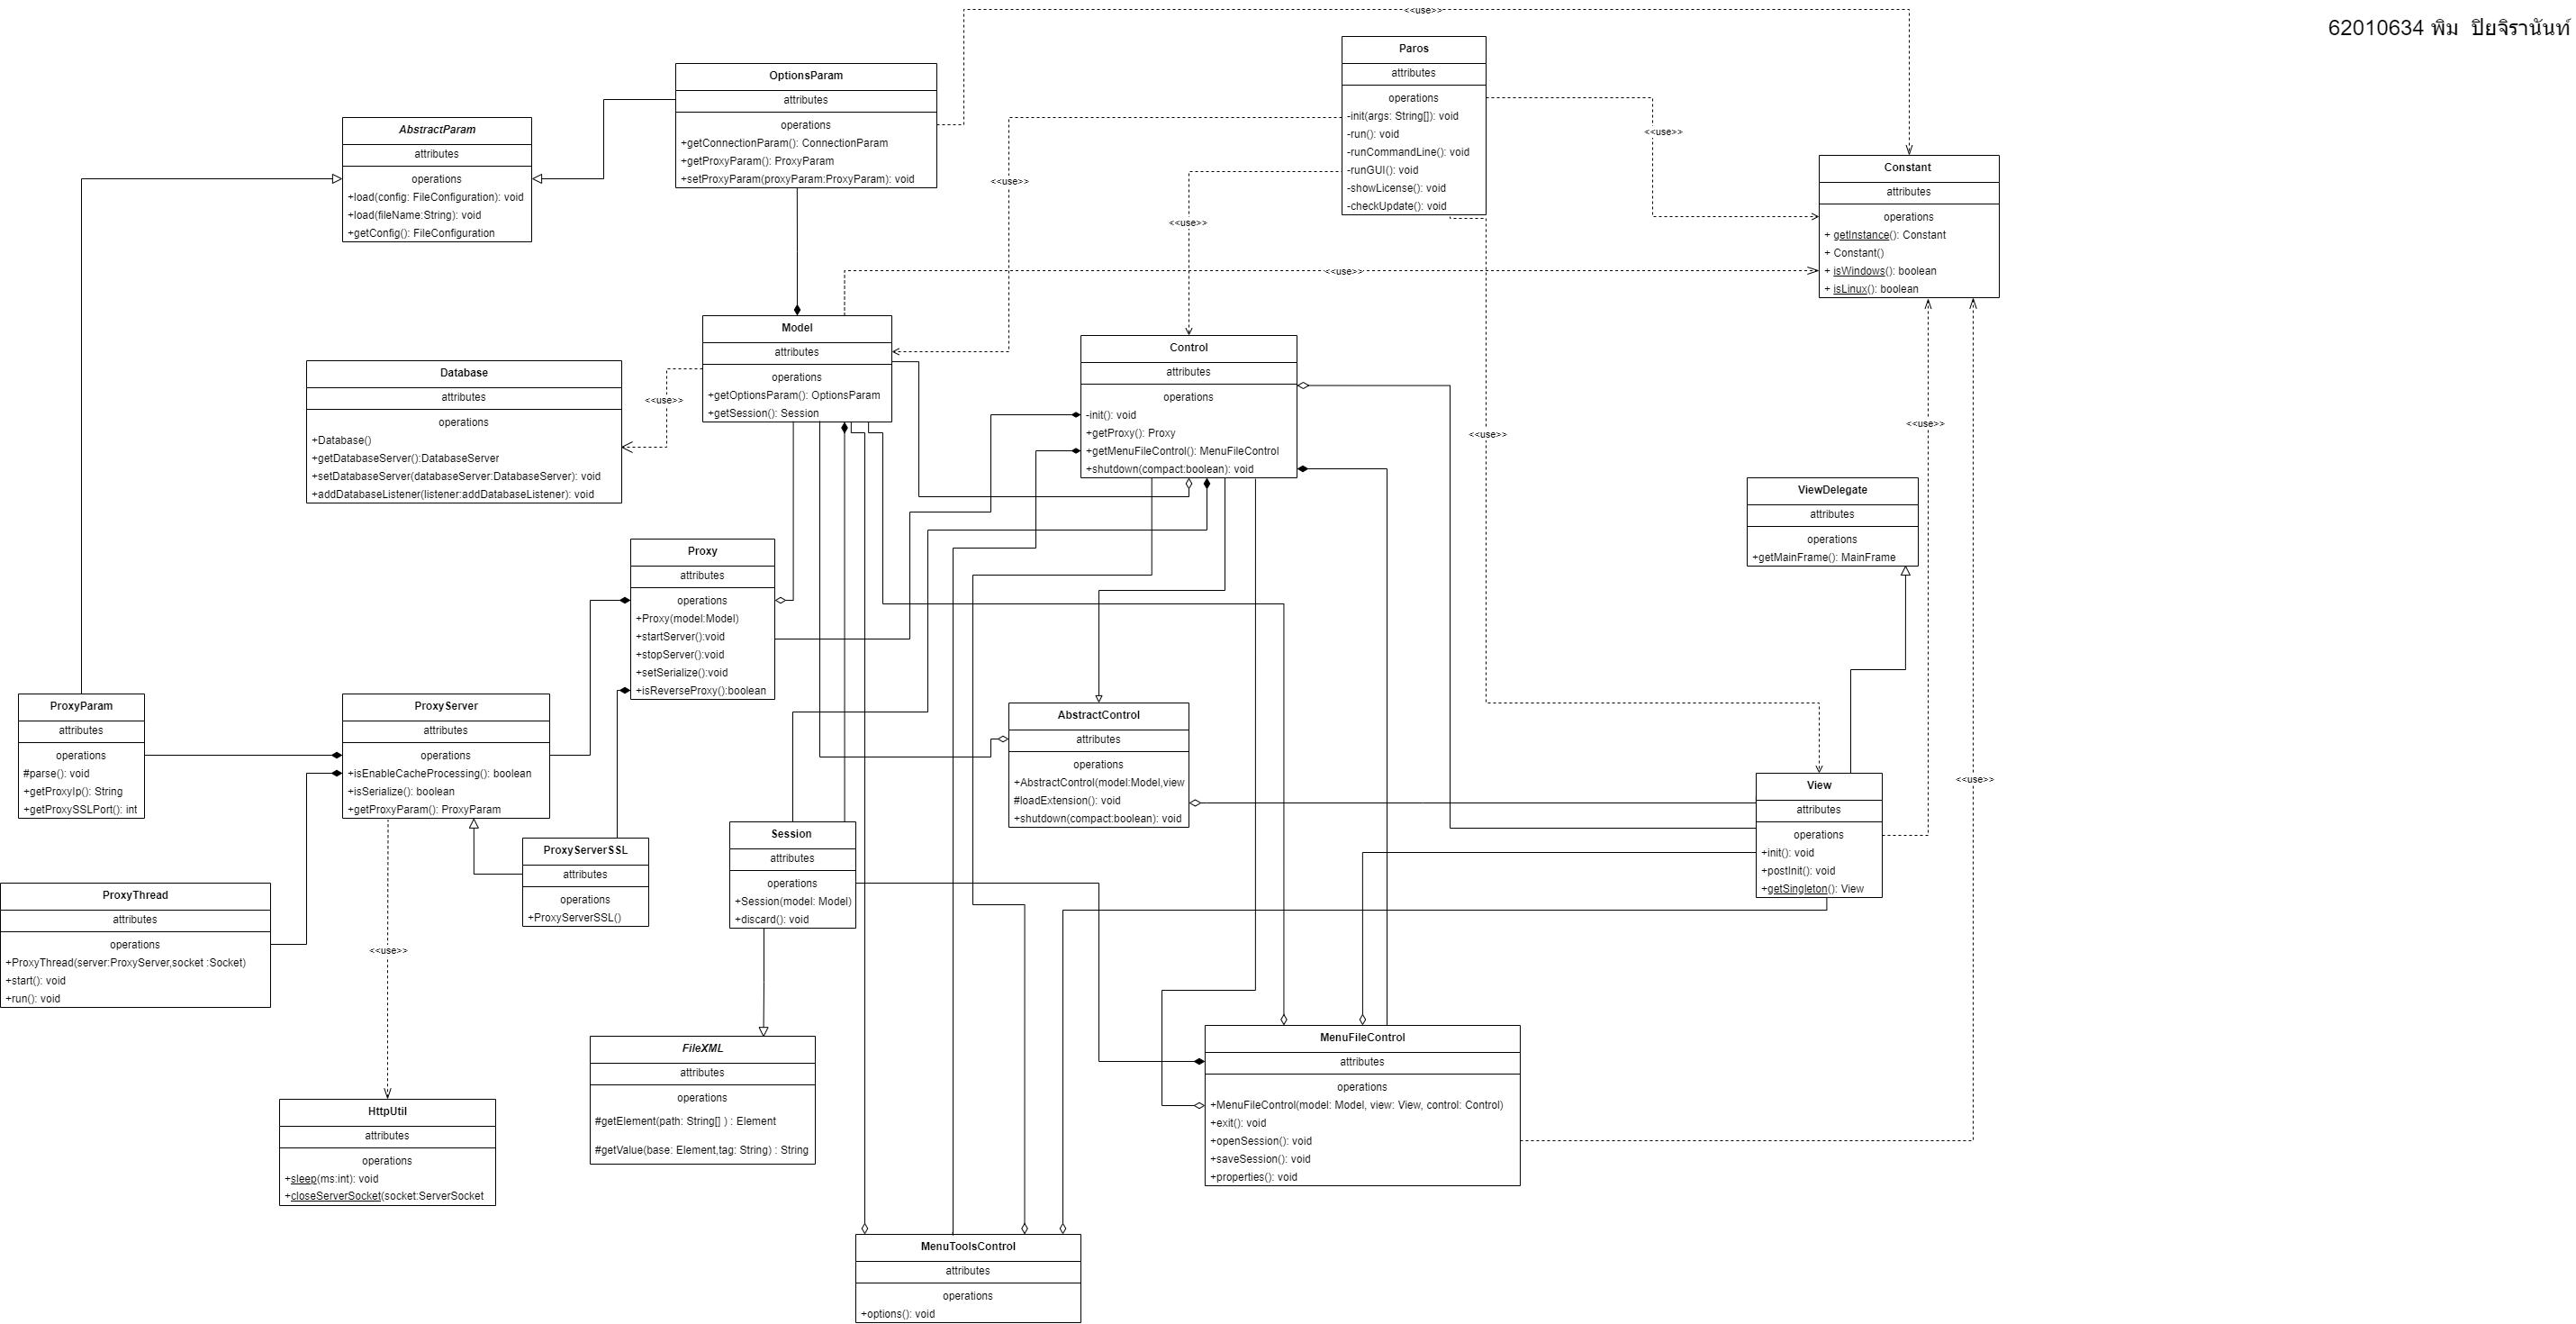 62010634 พิม ปิยจิรานันท์
<<use>>
Paros
attributes
operations
-init(args: String[]): void
-run(): void
-runCommandLine(): void
-runGUI(): void
-showLicense(): void
-checkUpdate(): void
OptionsParam
attributes
operations
+getConnectionParam(): ConnectionParam
+getProxyParam(): ProxyParam
+setProxyParam(proxyParam:ProxyParam): void
AbstractParam
attributes
operations
+load(config: FileConfiguration): void
+load(fileName:String): void
+getConfig(): FileConfiguration
<<use>>
<<use>>
<<use>>
Constant
attributes
operations
+ getInstance(): Constant
+ Constant()
+ isWindows(): boolean
+ isLinux(): boolean
<<use>>
Model
attributes
operations
+getOptionsParam(): OptionsParam
+getSession(): Session
Control
attributes
operations
-init(): void
+getProxy(): Proxy
+getMenuFileControl(): MenuFileControl
+shutdown(compact:boolean): void
Database
attributes
operations
+Database()
+getDatabaseServer():DatabaseServer
+setDatabaseServer(databaseServer:DatabaseServer): void
+addDatabaseListener(listener:addDatabaseListener): void
<<use>>
<<use>>
<<use>>
ViewDelegate
attributes
operations
+getMainFrame(): MainFrame
Proxy
attributes
operations
+Proxy(model:Model)
+startServer():void
+stopServer():void
+setSerialize():void
+isReverseProxy():boolean
ProxyParam
attributes
operations
#parse(): void
+getProxyIp(): String
+getProxySSLPort(): int
ProxyServer
attributes
operations
+isEnableCacheProcessing(): boolean
+isSerialize(): boolean
+getProxyParam(): ProxyParam
AbstractControl
attributes
operations
+AbstractControl(model:Model,view
#loadExtension(): void
+shutdown(compact:boolean): void
<<use>>
View
attributes
operations
+init(): void
+postInit(): void
+getSingleton(): View
Session
attributes
operations
+Session(model: Model)
+discard(): void
ProxyServerSSL
attributes
operations
+ProxyServerSSL()
ProxyThread
attributes
operations
+ProxyThread(server:ProxyServer,socket :Socket)
+start(): void
+run(): void
<<use>>
MenuFileControl
attributes
operations
+MenuFileControl(model: Model, view: View, control: Control)
+exit(): void
+openSession(): void
+saveSession(): void
+properties(): void
FileXML
attributes
operations
#getElement(path: String[] ) : Element
#getValue(base: Element,tag: String) : String
HttpUtil
attributes
operations
+sleep(ms:int): void
+closeServerSocket(socket:ServerSocket
MenuToolsControl
attributes
operations
+options(): void